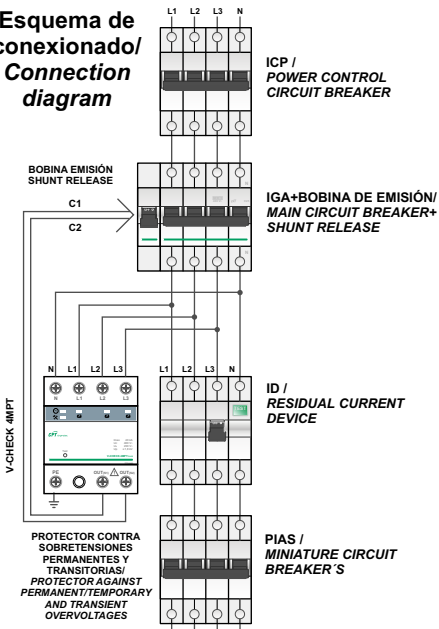 Esquema de
conexionado/
Connection
diagram
L1 L2 L3 N
ICP /
POWER CONTROL
CIRCUIT BREAKER
BOBINA EMISIÓN
SHUNT RELEASE
C1
C2
IGA+BOBINA DE EMISIÓN/
MAIN CIRCUIT BREAKER+
SHUNT RELEASE
N L1 L2 L3
L1 L2 L3 N
N L1 L2 L3
V-CHECK 4MPT
PE
ID /
RESIDUAL CURRENT
DEVICE
PROTECTOR CONTRA
SOBRETENSIONES
PERMANENTES Y
TRANSITORIAS/
PROTECTOR AGAINST
PERMANENT/TEMPORARY
AND TRANSIENT
OVERVOLTAGES
PIAS /
MINIATURE CIRCUIT
BREAKER´S